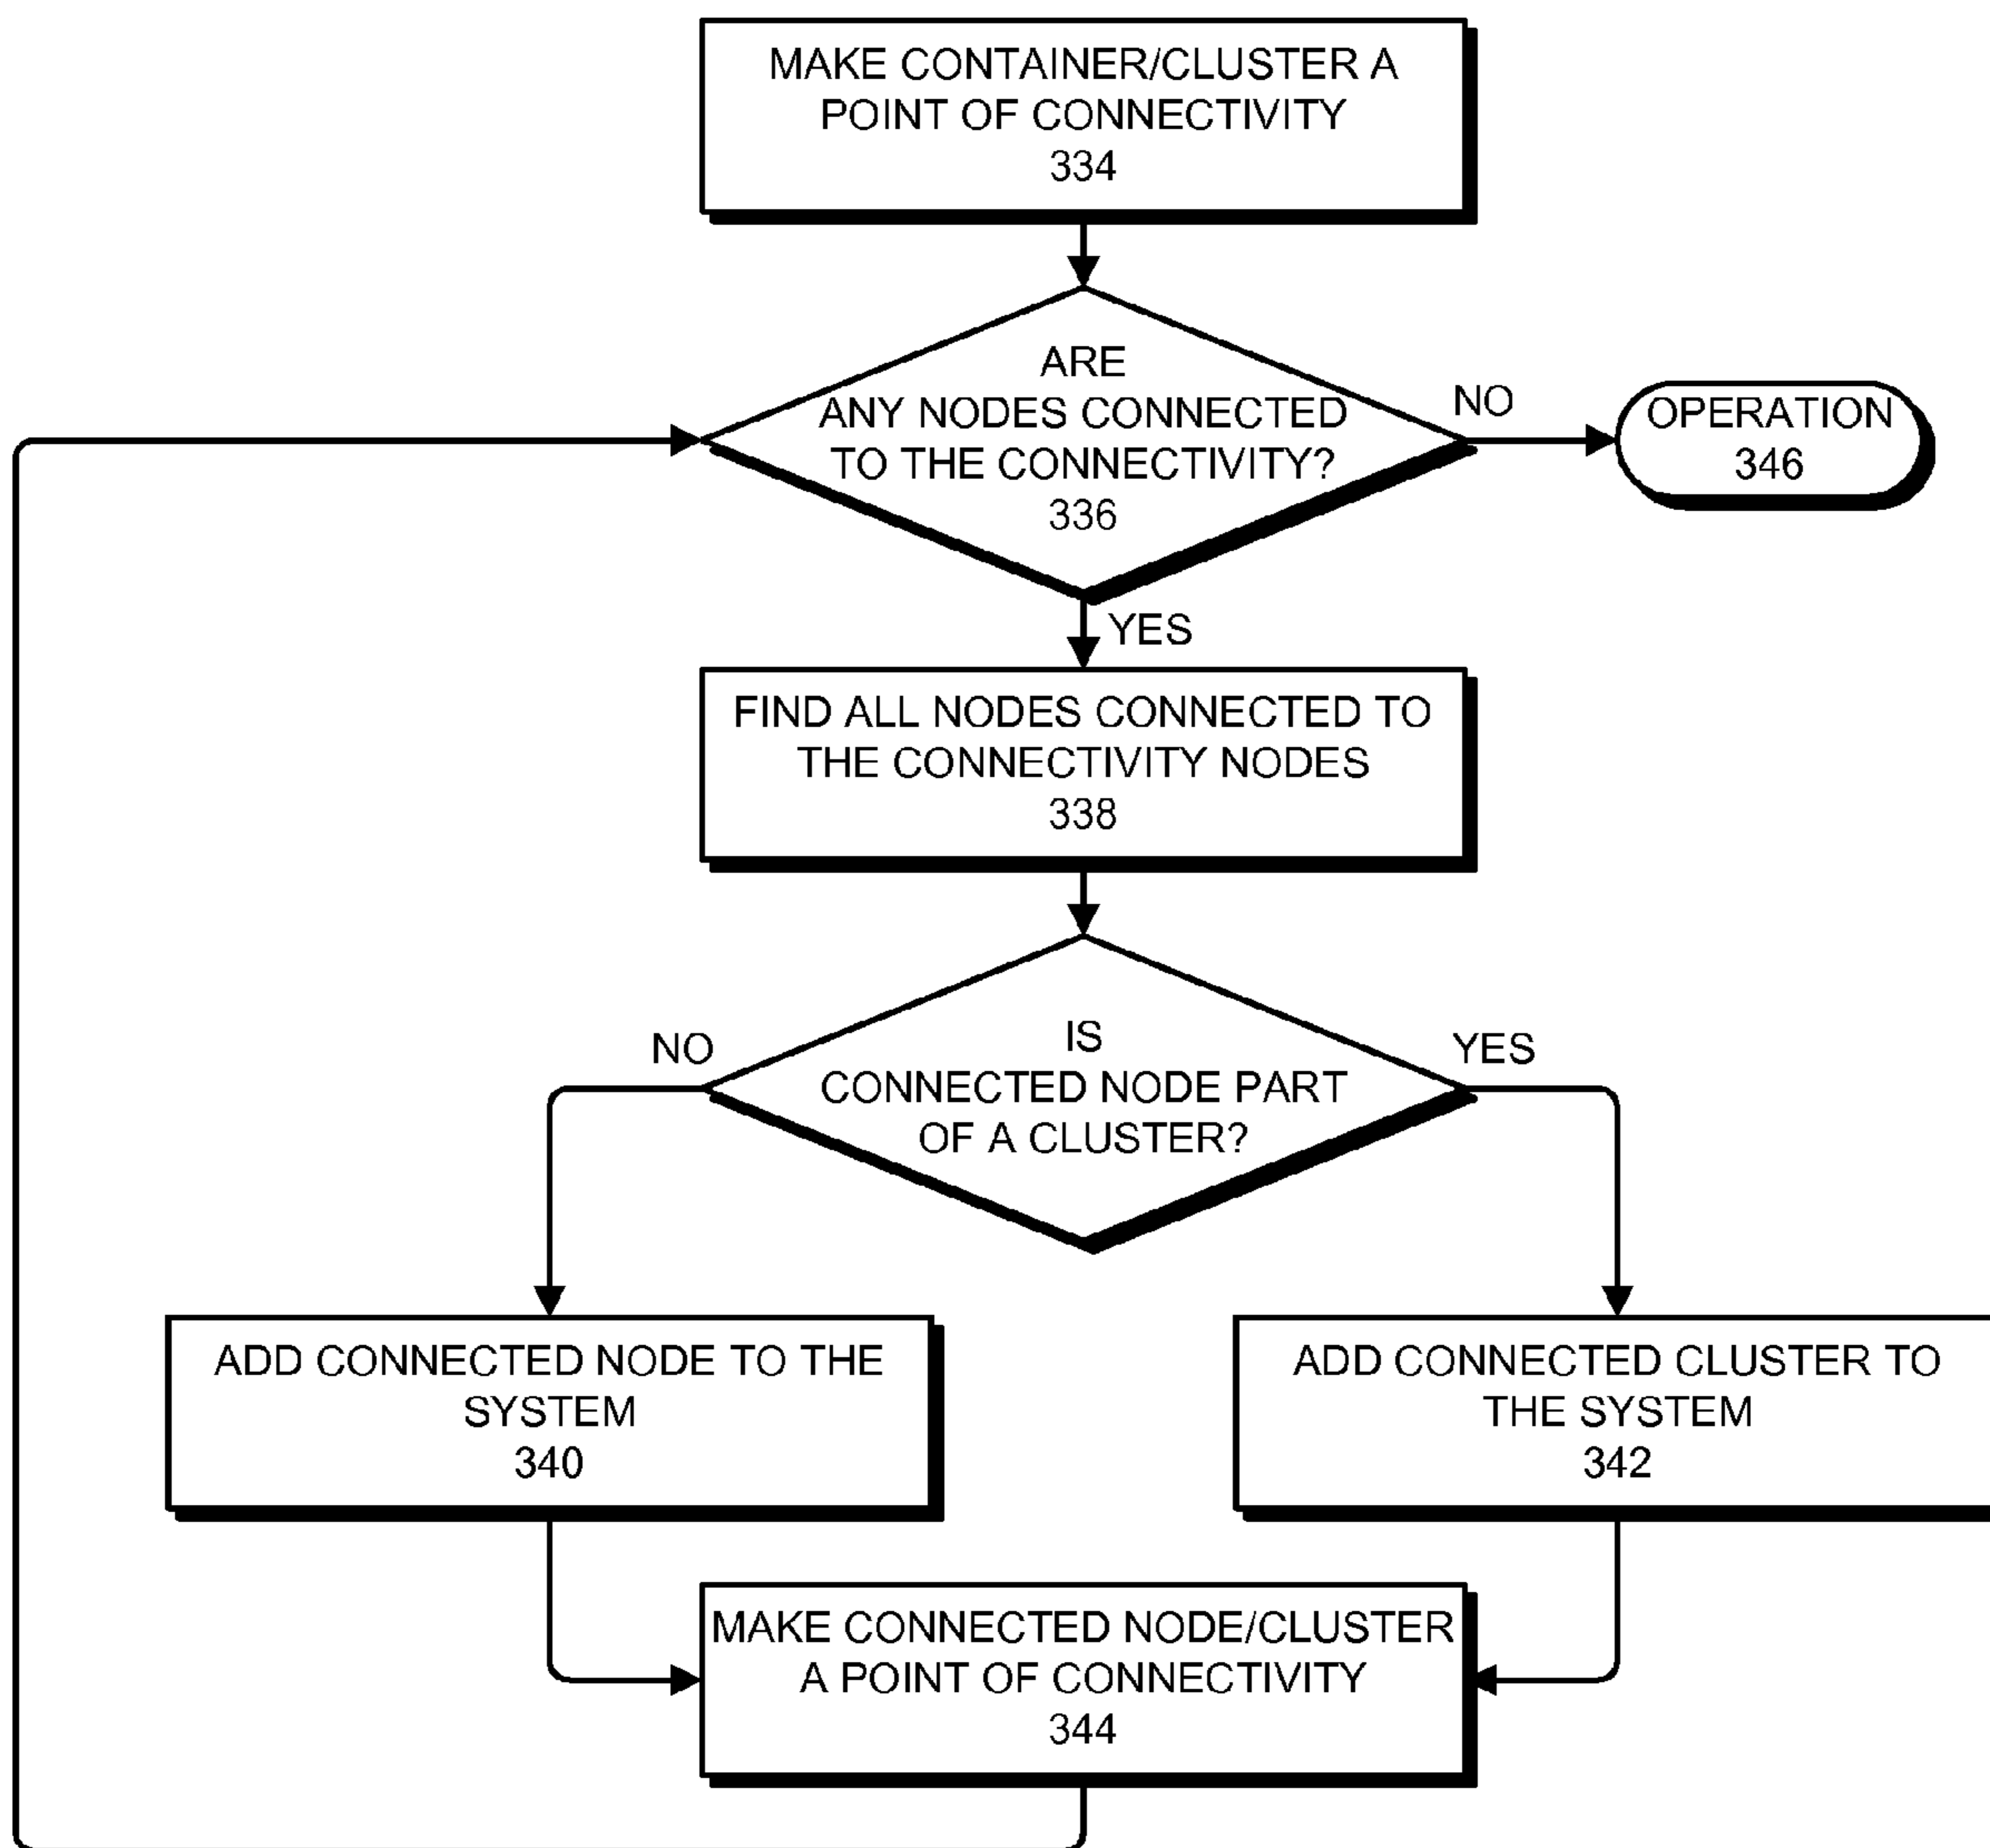 MAKE CONTAINER/CLUSTER A
POINT OF CONNECTIVITY
334
ARE
ANY NODES CONNECTED
TO THE CONNECTIVITY?
336
NO
OPERATION
346
YES
FIND ALL NODES CONNECTED TO
THE CONNECTIVITY NODES
338
IS
CONNECTED NODE PART
OF A CLUSTER?
NO
YES
ADD CONNECTED NODE TO THE
SYSTEM
340
ADD CONNECTED CLUSTER TO
THE SYSTEM
342
MAKE CONNECTED NODE/CLUSTER
A POINT OF CONNECTIVITY
344